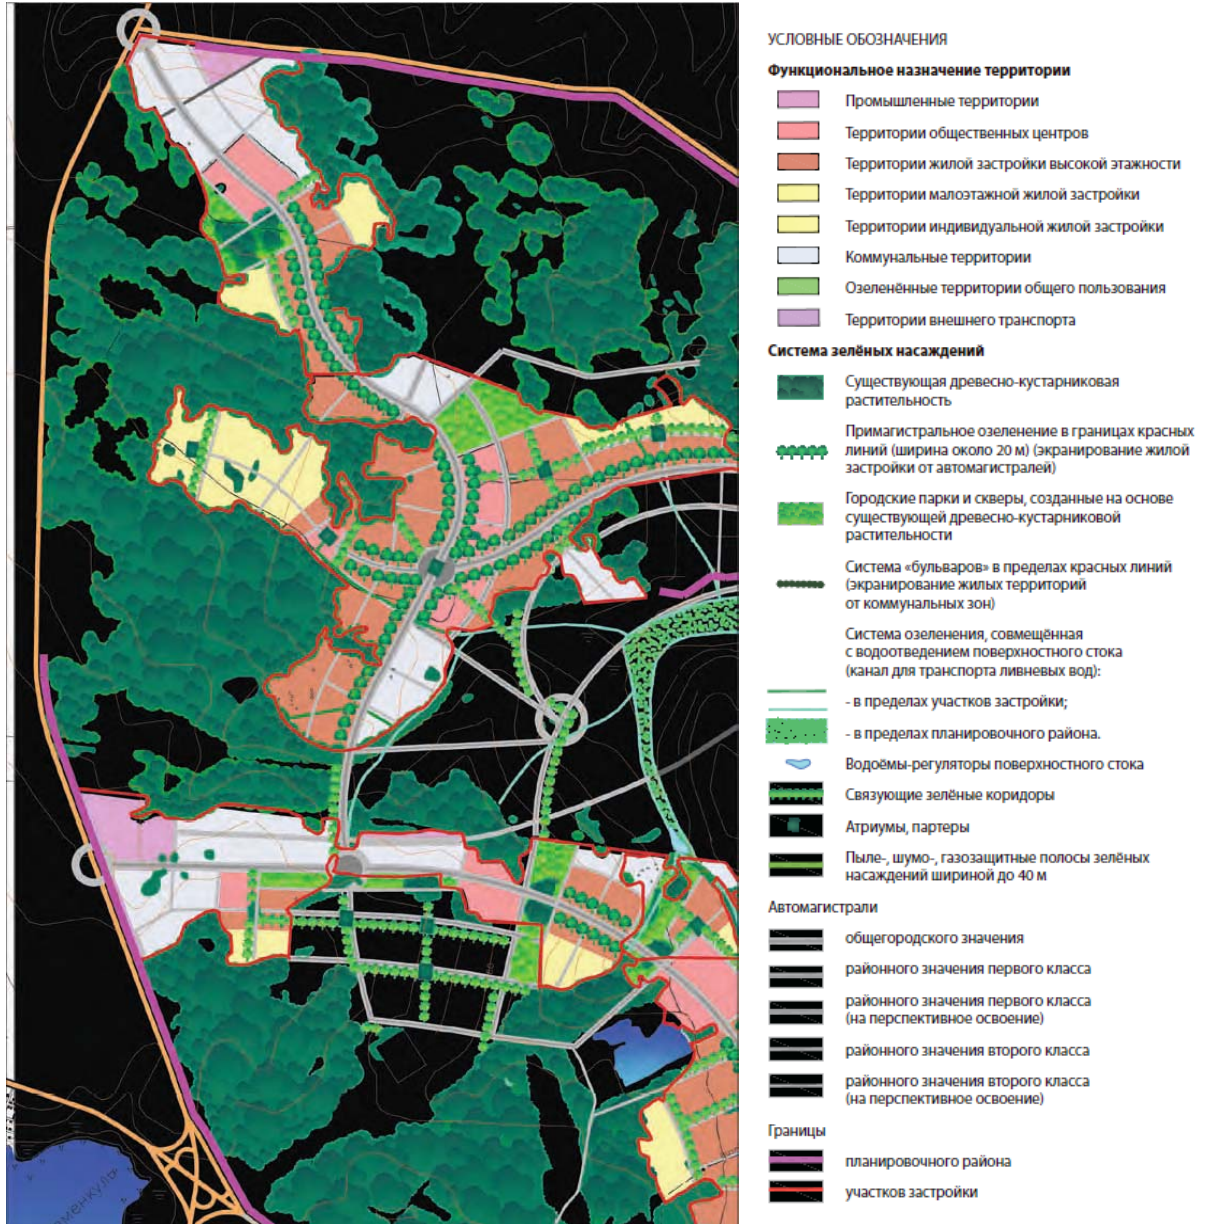 УСЛОВНЫЕ ОБОЗНАЧЕНИЯ
Функциональное назначение территории
Промышленные территории
Территории общественных центров
Территории жилой застройки высокой этажности
Территории малоэтажной жилой застройки
Территории индивидуальной жилой застройки
Коммунальные территории
Озеленённые территории общего пользования
Территории внешнего транспорта
Система зелёных насаждений
Существующая древесно-кустарниковая
растительность
Примагистральное озеленение в границах красных
линий (ширина около 20 м) (экранирование жилой
застройки от автомагистралей)
Городские парки и скверы, созданные на основе
существующей древесно-кустарниковой
растительности
Система «бульваров» в пределах красных линий
(экранирование жилых территорий
от коммунальных зон)
Система озеленения, совмещённая
с водоотведением поверхностного стока
(канал для транспорта ливневых вод):
- в пределах участков застройки;
- в пределах планировочного района.
Водоёмы-регуляторы поверхностного стока
Связующие зелёные коридоры
Атриумы, партеры
Пыле-, шумо-, газозащитные полосы зелёных
насаждений шириной до 40 м
Автомагистрали
общегородского значения
районного значения первого класса
районного значения первого класса
(на перспективное освоение)
районного значения второго класса
районного значения второго класса
(на перспективное освоение)
Границы
планировочного района
участков застройки